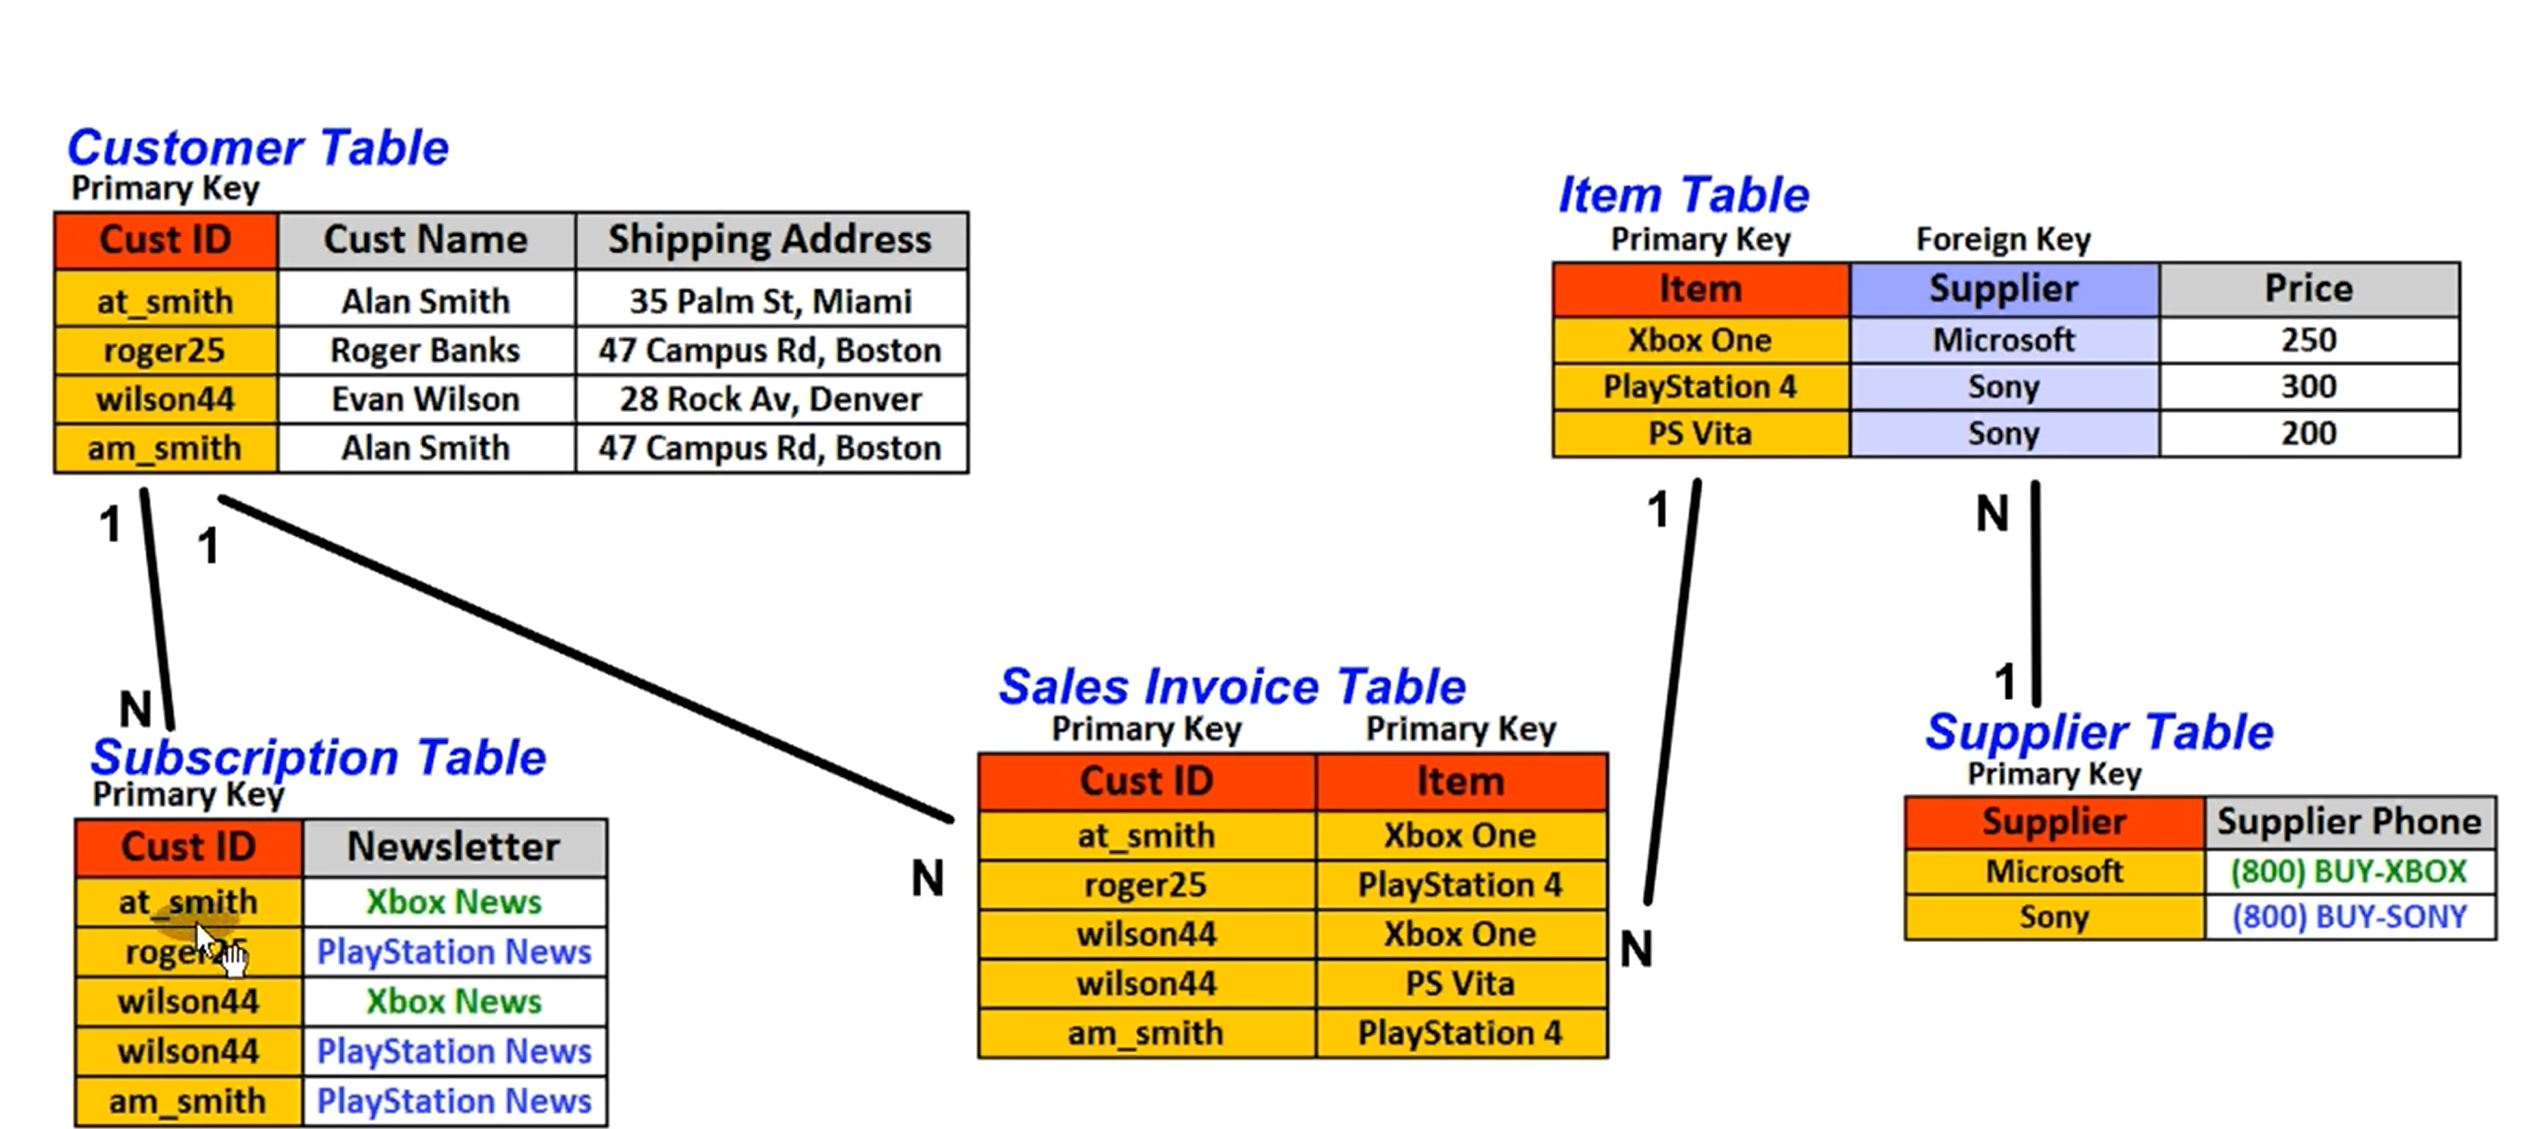 Customer Table
Primary Key
Cust ID Cust Name Shipping Address
at_smith Alan Smith 35 Palm St, Miami
roger25 Roger Banks 47 Campus Rd, Boston
wilson44 Evan Wilson 28 Rock Av, Denver
am_smith Alan Smith 47 Campus Rd, Boston
1
1
N
Item Table
Primary Key Foreign Key
Item Supplier Price
Xbox One Microsoft 250
PlayStation 4 Sony 300
PS Vita Sony 200
1
N
1
Subscription Table
Primary Key
Cust ID Newsletter
at_smith Xbox News
roger25 PlayStation News
wilson44 Xbox News
wilson44 PlayStation News
am_smith PlayStation News
Sales Invoice Table
Primary Key Primary Key
Cust ID Item
at_smith Xbox One
roger25 PlayStation 4
wilson44 Xbox One
wilson44 PS Vita
am_smith PlayStation 4
N
N
Supplier Table
Primary Key
Supplier Supplier Phone
Microsoft (800) BUY-XBOX
Sony (800) BUY-SONY